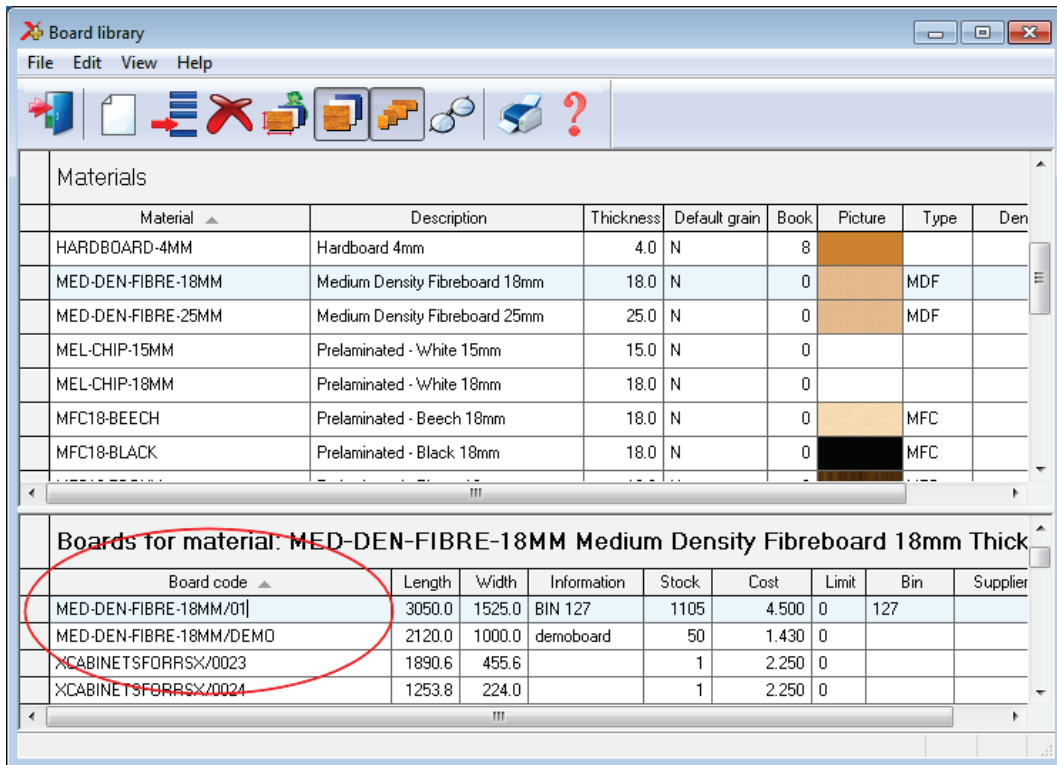 Board library
File Edit View Help
Materials
Material Description Thickness Default grain Book Picture Type Den
HARDBOARD-4MM Hardboard 4mm 4.0 N 8
MED-DEN-FIBRE-18MM Medium Density Fibreboard 18mm 18.0 N 0 MDF
MED-DEN-FIBRE-25MM Medium Density Fibreboard 25mm 25.0 N 0 MDF
MEL-CHIP-15MM Prelaminated - White 15mm 15.0 N 0
MEL-CHIP-18MM Prelaminated - White 18mm 18.0 N 0
MFC18-BEECH Prelaminated - Beech 18mm 18.0 N 0 MFC
MFC18-BLACK Prelaminated - Black 18mm 18.0 N 0 MFC
Boards for material: MED-DEN-FIBRE-18MM Medium Density Fibreboard 18mm Thick
Board code Length Width Information Stock Cost Limit Bin Supplier
MED-DEN-FIBRE-18MM/01 3050.0 1525.0 BIN 127 1105 4.500 0 127
MED-DEN-FIBRE-18MM/DEMO 2120.0 1000.0 demoboard 50 1.430 0
XCABINETSFORRSX/0023 1890.6 455.6 1 2.250 0
XCABINETSFORRSX/0024 1253.8 224.0 1 2.250 0